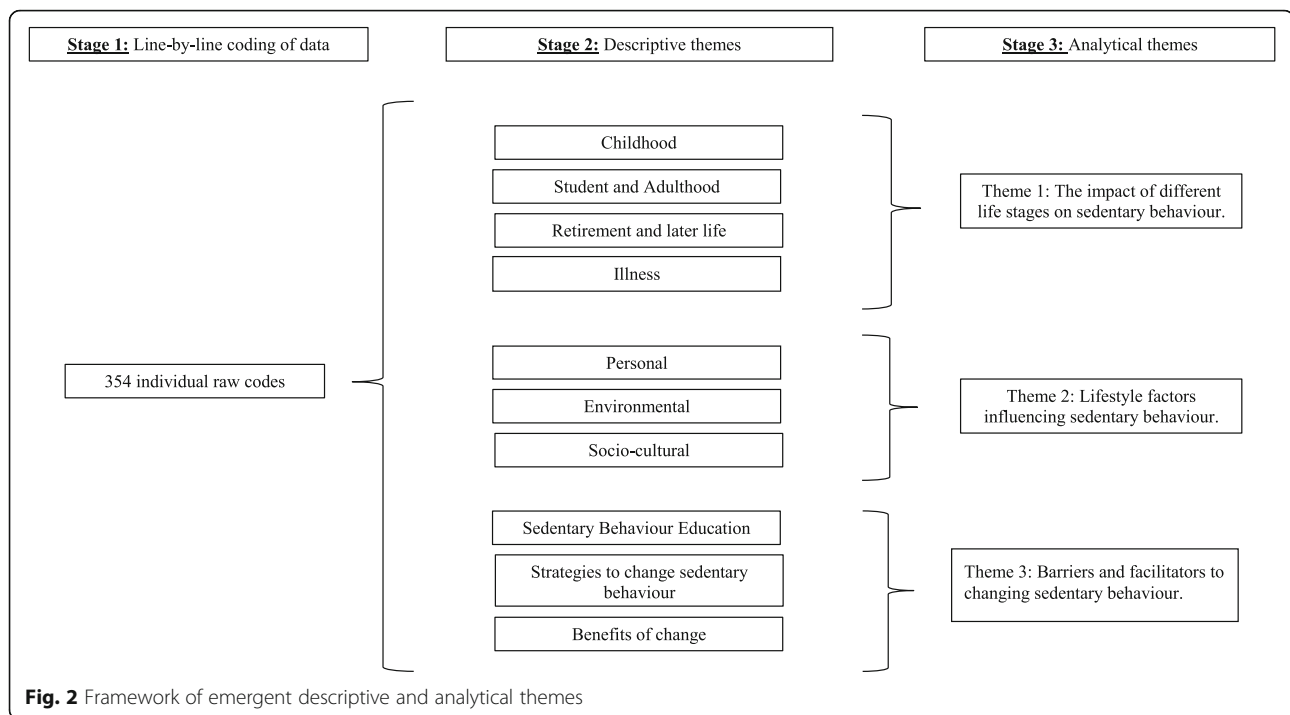 Stage 1: Line-by-line coding of data
Stage 2: Descriptive themes
Stage 3: Analytical themes
354 individual raw codes
Childhood
Student and Adulthood
Retirement and later life
Illness
Theme 1: The impact of different
life stages on sedentary behaviour.
Personal
Environmental
Socio-cultural
Theme 2: Lifestyle factors
influencing sedentary behaviour.
Sedentary Behaviour Education
Strategies to change sedentary
behaviour
Benefits of change
Theme 3: Barriers and facilitators to
changing sedentary behaviour.
Fig. 2 Framework of emergent descriptive and analytical themes